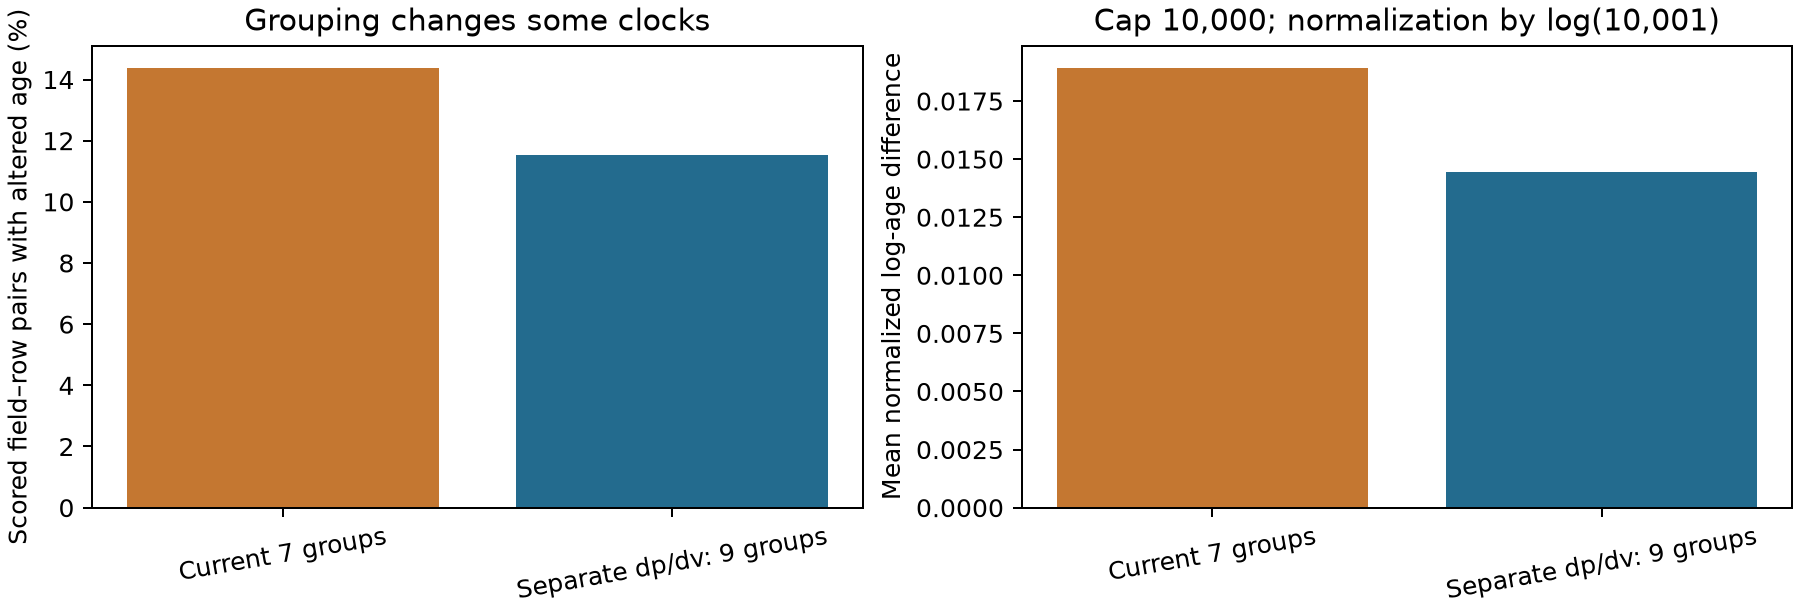 Grouping changes some clocks
Scored field–row pairs with altered age (%)
14
12
10
8
6
4
2
0
Current 7 groups
Separate dp/dv: 9 groups
Cap 10,000; normalization by log(10,001)
Mean normalized log-age difference
0.0175
0.0150
0.0125
0.0100
0.0075
0.0050
0.0025
0.0000
Current 7 groups
Separate dp/dv: 9 groups